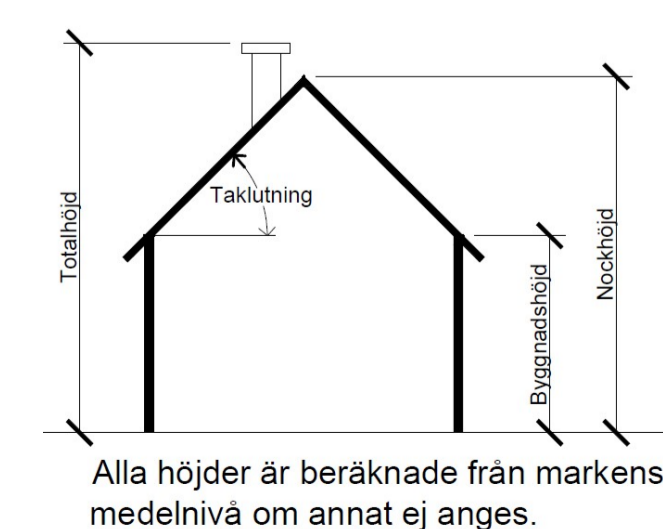 Totalhöjd
Taklutning
Byggnadshöjd
Nockhöjd
Alla höjder är beräknade från markens
medelnivå om annat ej anges.